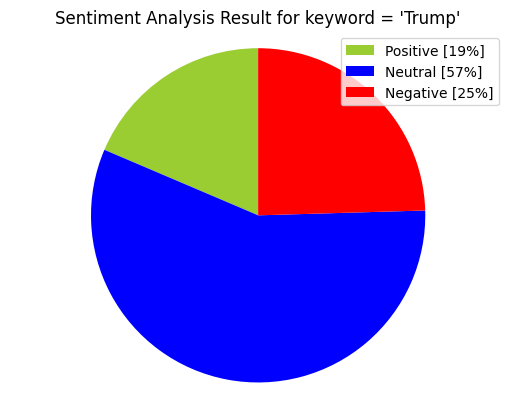 Sentiment Analysis Result for keyword = 'Trump'
Positive [19%]
Neutral [57%]
Negative [25%]